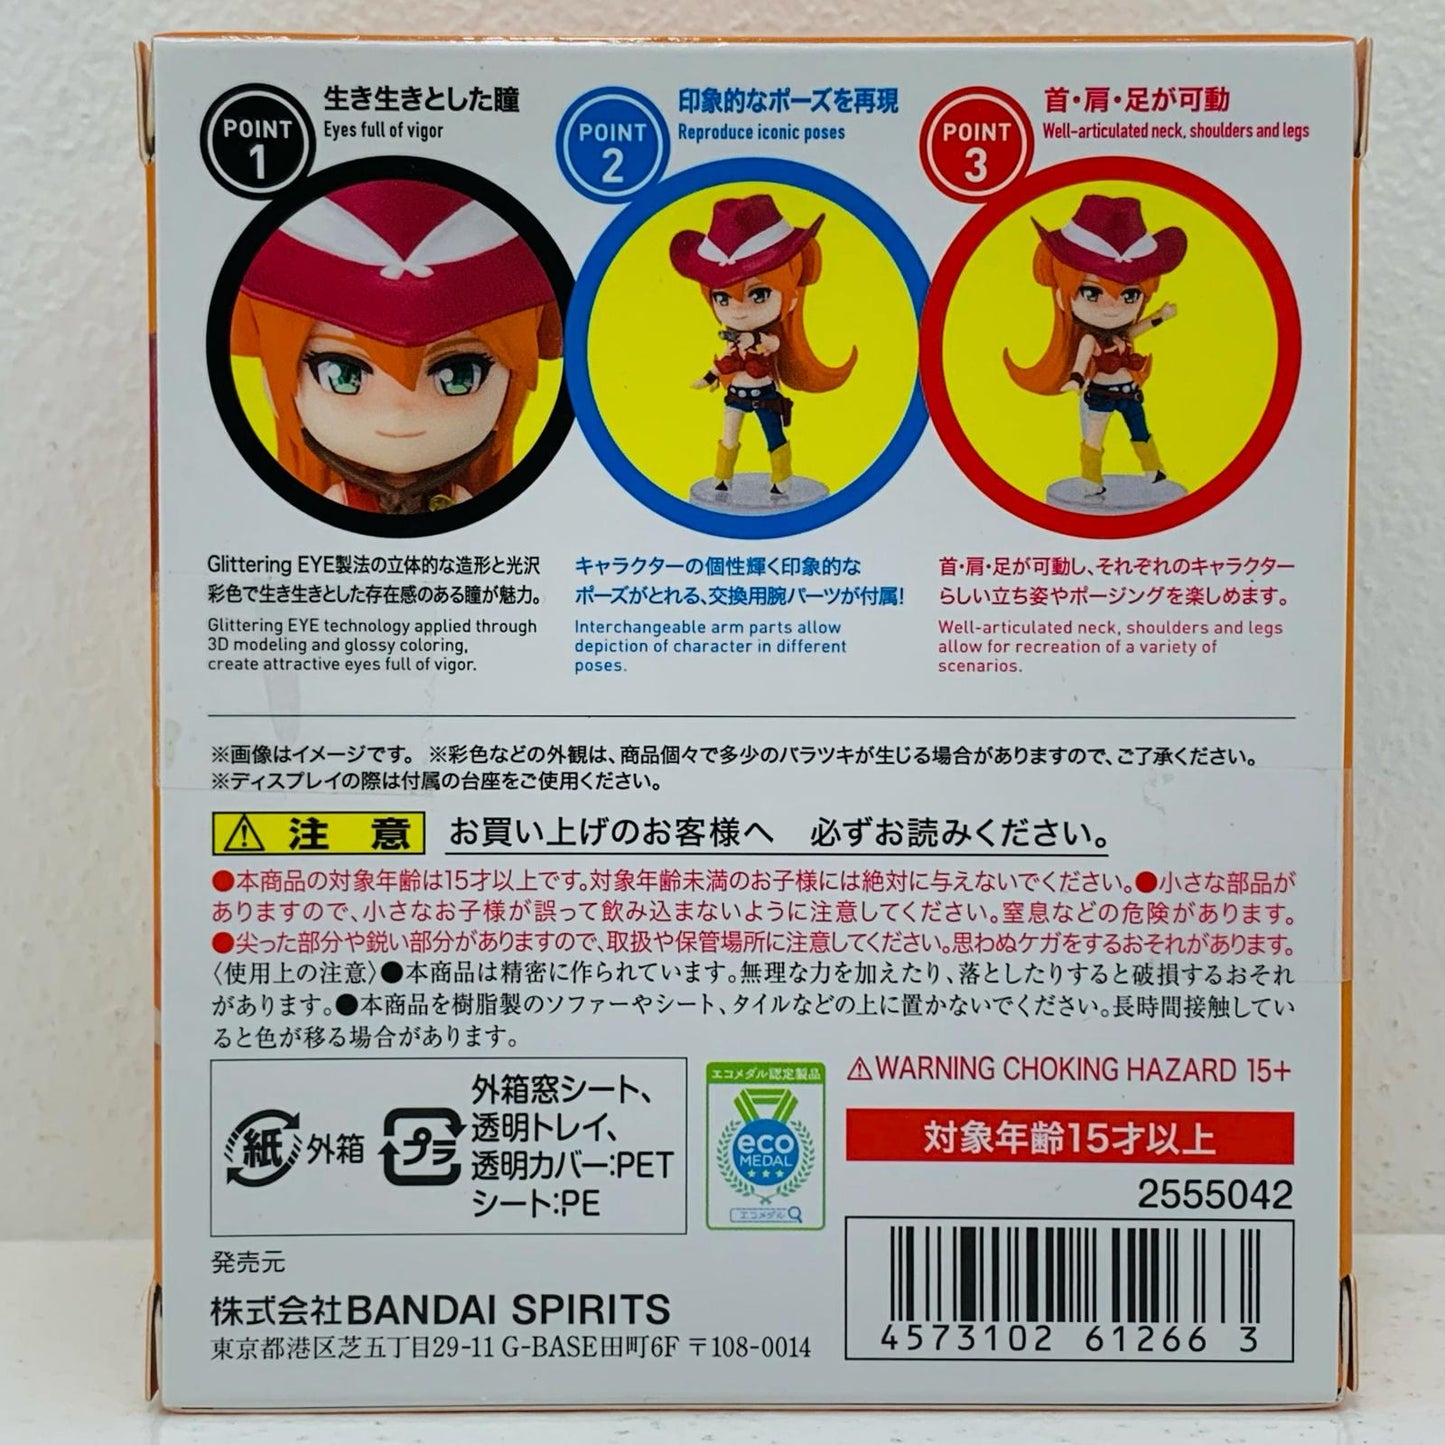 POINT
1
生き生きとした瞳
Eyes full of vigor
POINT
2
印象的なポーズを再現
Reproduce iconic poses
POINT
3
首・肩・足が可動
Well-articulated neck, shoulders and legs
Glittering EYE製法の立体的な造形と光沢
彩色で生き生きとした存在感のある瞳が魅力。
Glittering EYE technology applied through
3D modeling and glossy coloring,
create attractive eyes full of vigor.
キャラクターの個性輝く印象的な
ポーズがとれる、交換用腕パーツが付属!
Interchangeable arm parts allow
depiction of character in different
poses.
首・肩・足が可動し、それぞれのキャラクター
らしい立ち姿やポージングを楽しめます。
Well-articulated neck, shoulders and legs
allow for recreation of a variety of
scenarios.
※画像はイメージです。 ※彩色などの外観は、商品個々で多少のバラツキが生じる場合がありますので、ご了承ください。
※ディスプレイの際は付属の台座をご使用ください。
注 意 お買い上げのお客様へ 必ずお読みください。
●本商品の対象年齢は15才以上です。対象年齢未満のお子様には絶対に与えないでください。●小さな部品が
ありますので、小さなお子様が誤って飲み込まないように注意してください。窒息などの危険があります。
●尖った部分や鋭い部分がありますので、取扱や保管場所に注意してください。思わぬケガをするおそれがあります。
〈使用上の注意〉●本商品は精密に作られています。無理な力を加えたり、落としたりすると破損するおそれ
があります。●本商品を樹脂製のソファーやシート、タイルなどの上に置かないでください。長時間接触してい
ると色が移る場合があります。
紙 外箱
プラ
外箱窓シート、
透明トレイ、
透明カバー:PET
シート:PE
エコメダル認定製品
eco
MEDAL
エコメダル
⚠WARNING CHOKING HAZARD 15+
対象年齢15才以上
2555042
発売元
株式会社BANDAI SPIRITS
東京都港区芝五丁目29-11 G-BASE田町6F 〒108-0014
4573102 61266 3